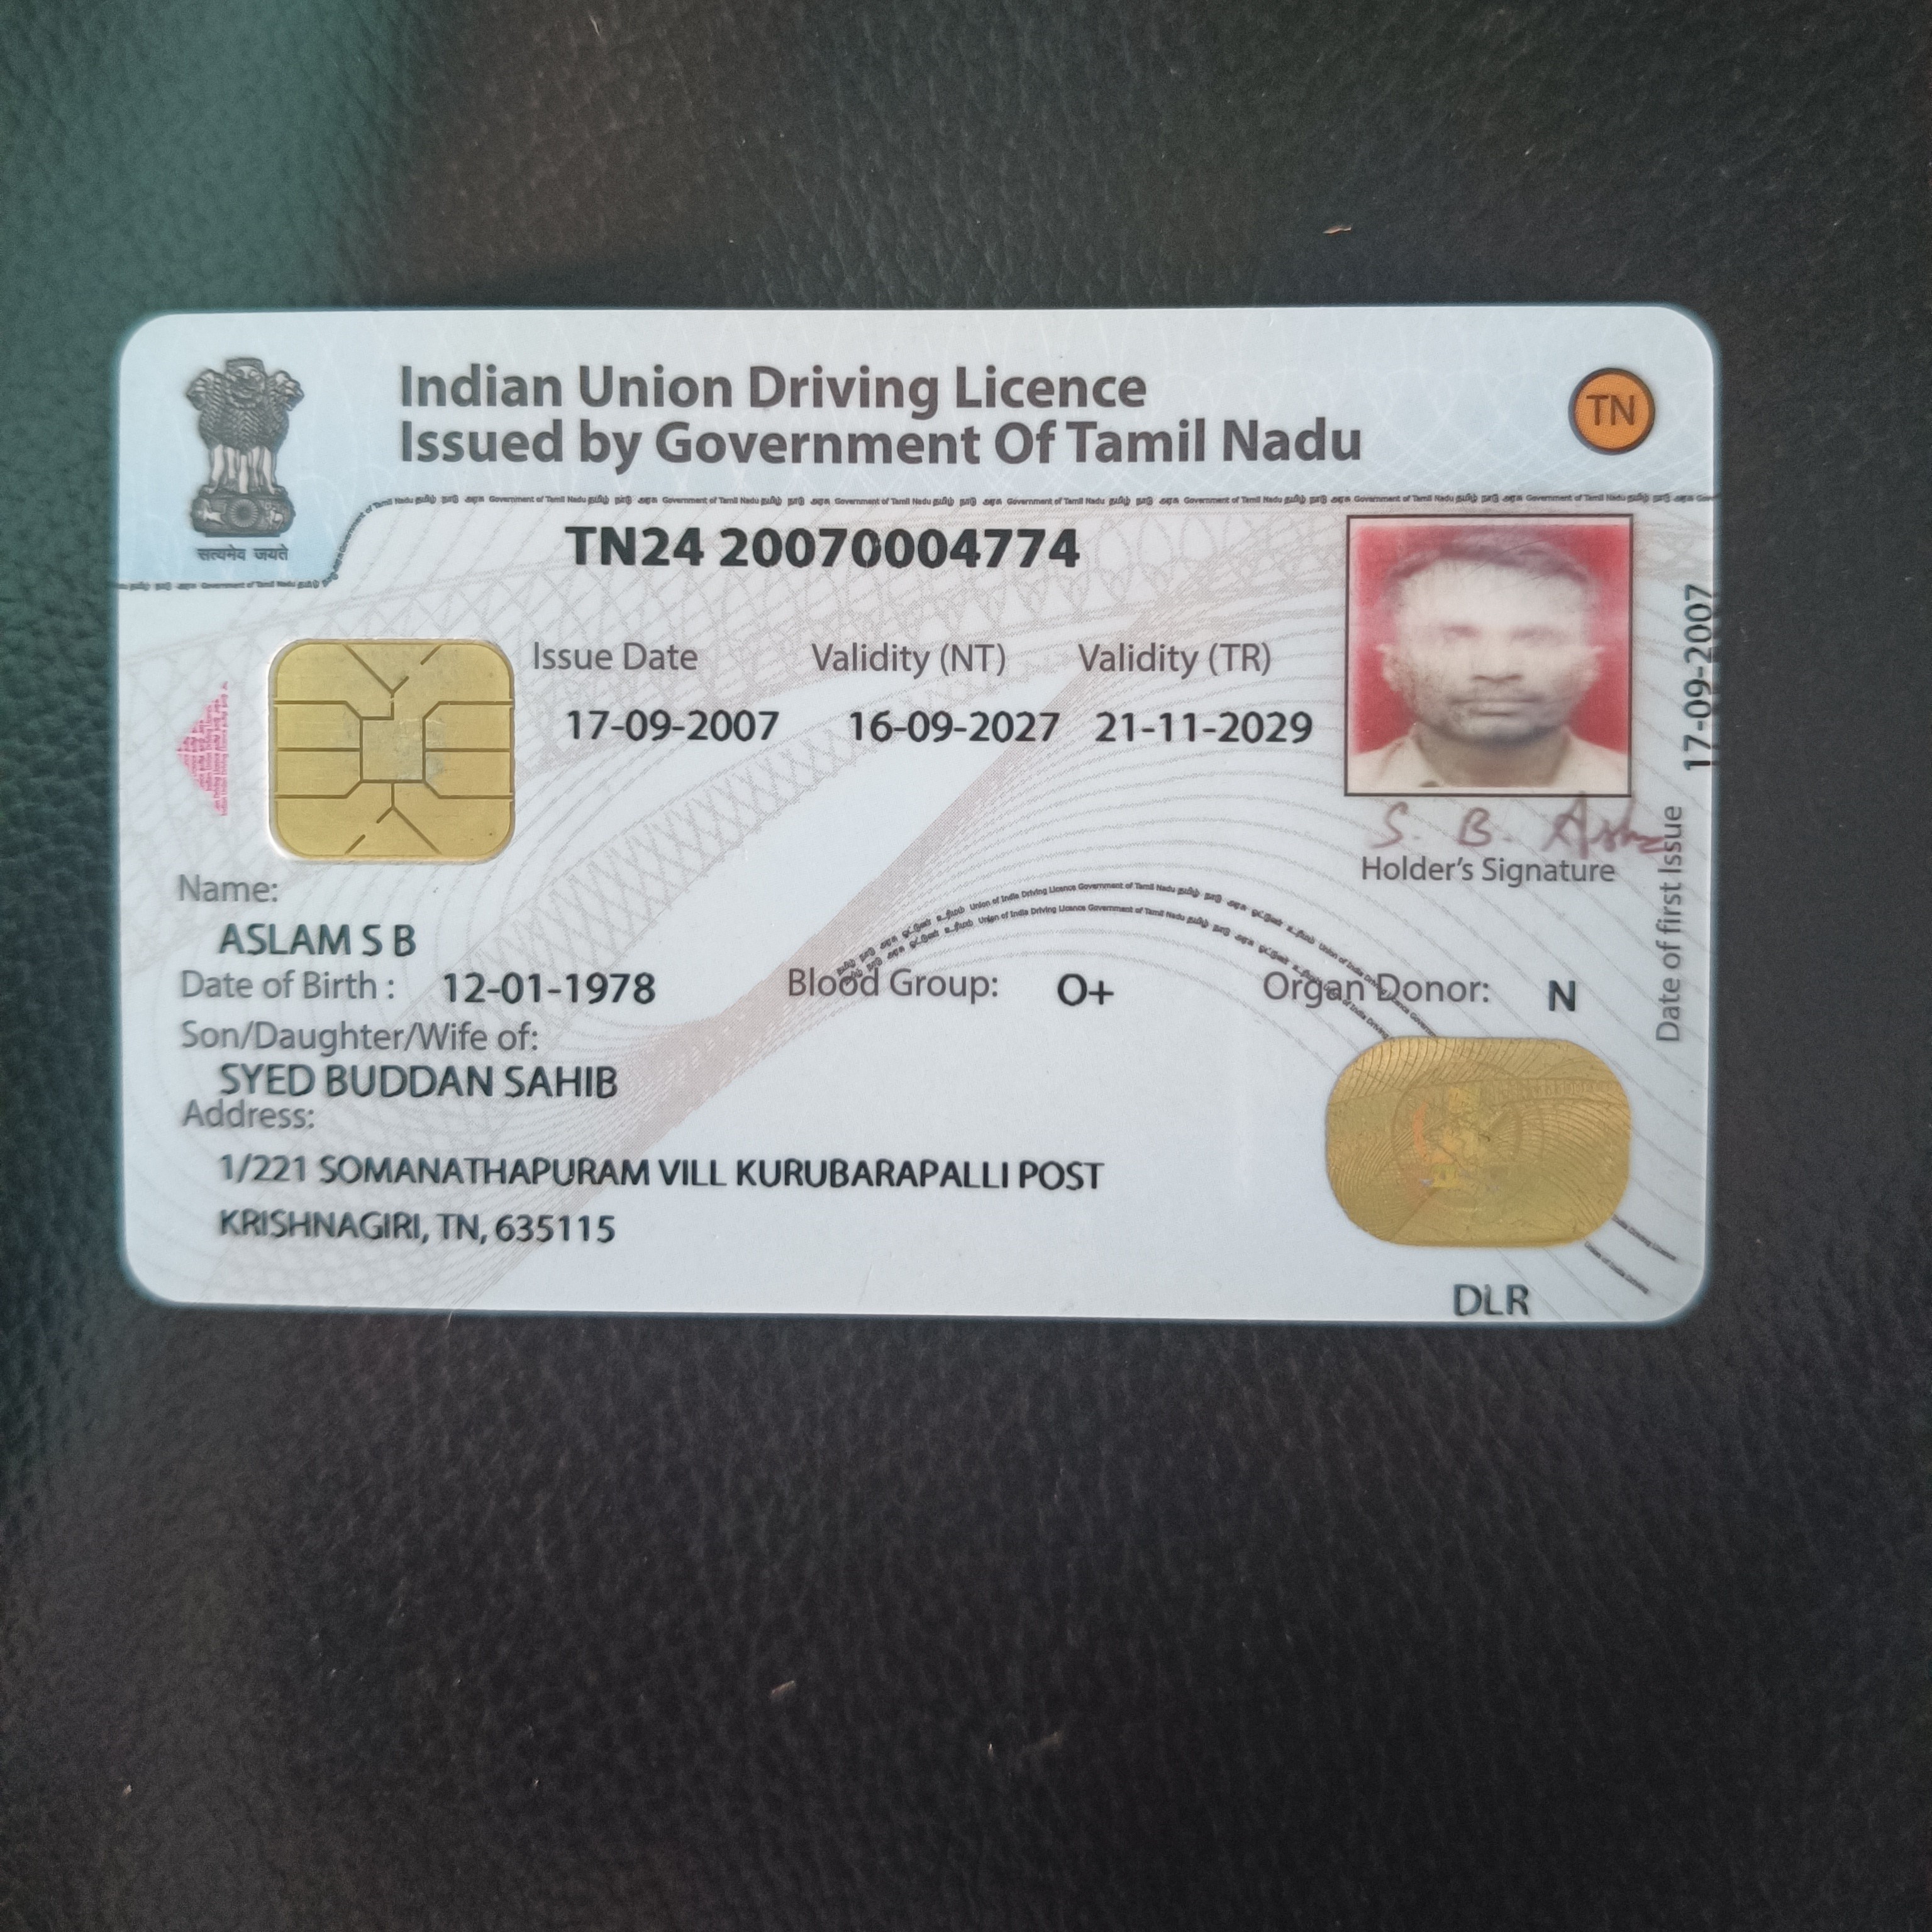 Indian Union Driving Licence
Issued by Government Of Tamil Nadu
TN
सत्यमेव जयते
TN24 20070004774
Issue Date Validity (NT) Validity (TR)
17-09-2007 16-09-2027 21-11-2029
S. B.
Holder's Signature
Date of first Issue 17-09-2007
Name:
ASLAM S B
Date of Birth : 12-01-1978 Blood Group: O+ Organ Donor: N
Son/Daughter/Wife of:
SYED BUDDAN SAHIB
Address:
1/221 SOMANATHAPURAM VILL KURUBARAPALLI POST
KRISHNAGIRI, TN, 635115
DLR